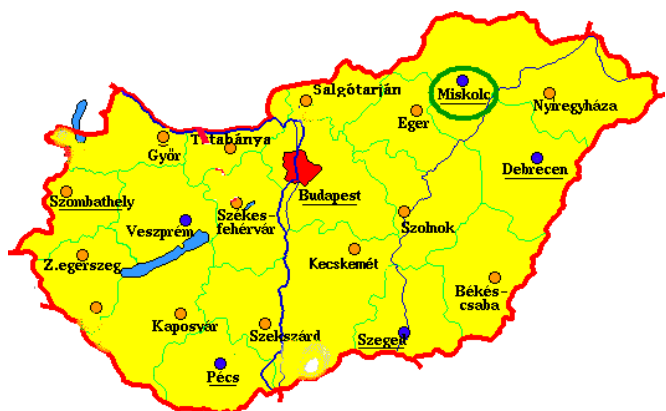 Salgótarján
Miskolc
Nyíregyháza
Eger
Tatabánya
Győr
Debrecen
Szombathely
Budapest
Székes-
fehérvár
Veszprém
Szolnok
Z.egerszeg
Kecskemét
Békés-
csaba
Kaposvár
Szekszárd
Szeged
Pécs